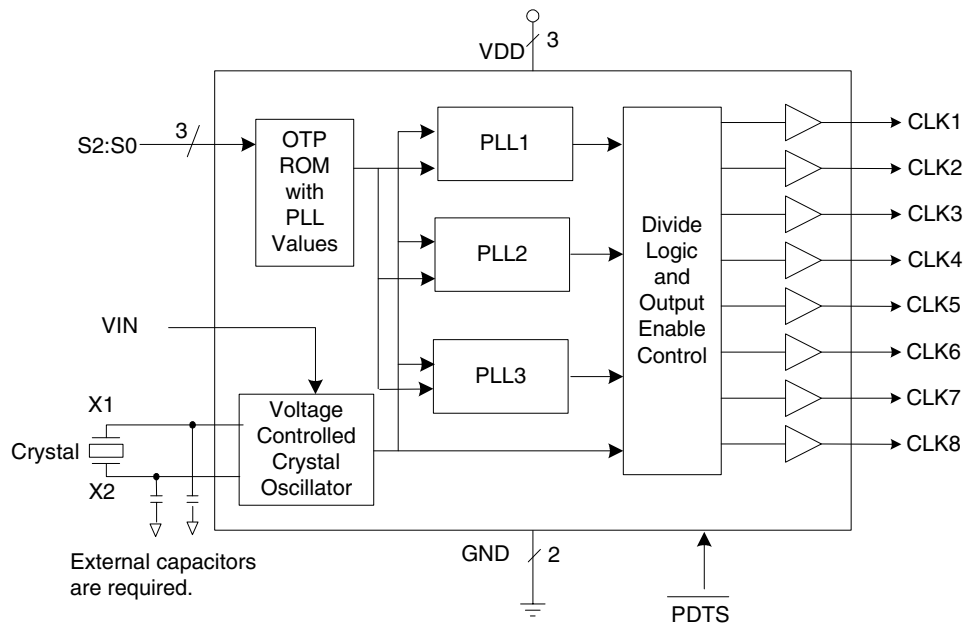 VDD
3
S2:S0
3
OTP
ROM
with
PLL
Values
PLL1
PLL2
PLL3
Divide
Logic
and
Output
Enable
Control
CLK1
CLK2
CLK3
CLK4
CLK5
CLK6
CLK7
CLK8
VIN
X1
Crystal
X2
Voltage
Controlled
Crystal
Oscillator
External capacitors
are required.
GND
2
PDTS